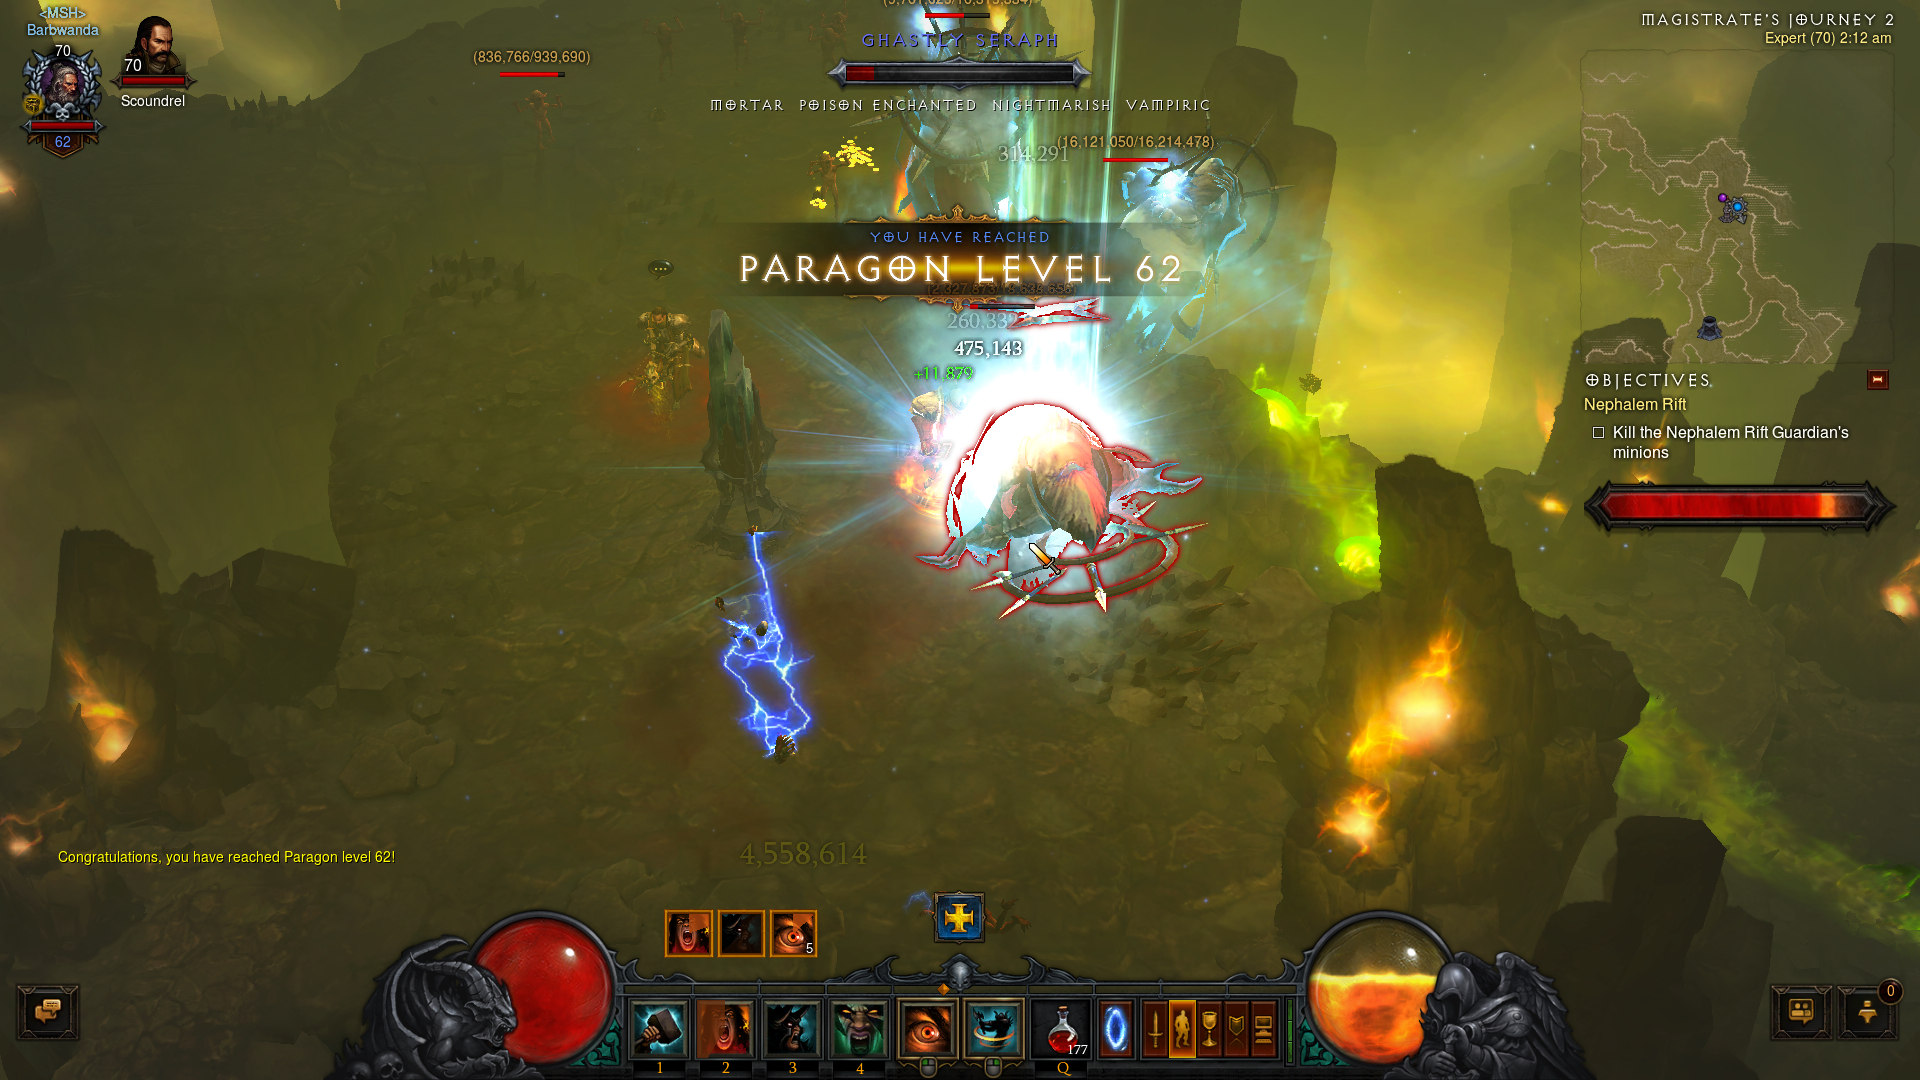 <MSH>
Barbwanda
70
70
Scoundrel
62
(836,766/939,690)
GHASTLY SERAPH
MORTAR POISON ENCHANTED NIGHTMARISH VAMPIRIC
(16,121,050/16,214,478)
314,291
YOU HAVE REACHED
PARAGON LEVEL 62
475,143
+11,879
MAGISTRATE'S JOURNEY 2
Expert (70) 2:12 am
OBJECTIVES
Nephalem Rift
Kill the Nephalem Rift Guardian's
minions
4,558,614
Congratulations, you have reached Paragon level 62!
5
177
1 2 3 4 Q
0